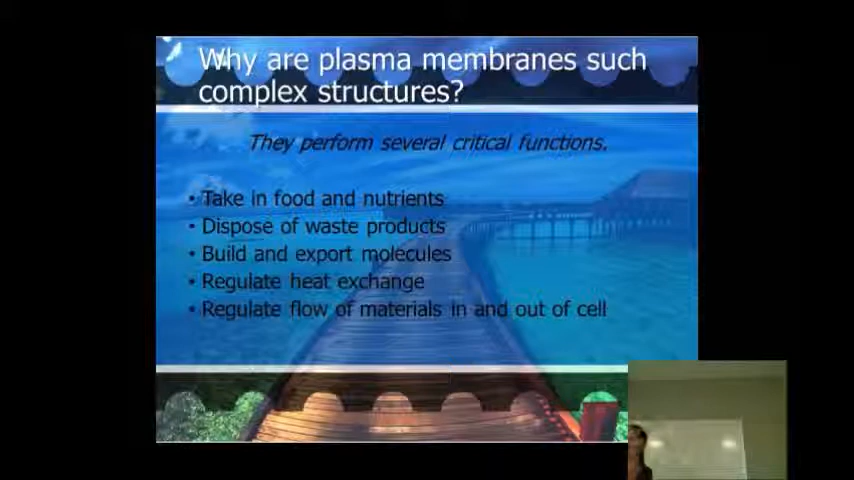 Why are plasma membranes such
complex structures?
They perform several critical functions.
• Take in food and nutrients
• Dispose of waste products
• Build and export molecules
• Regulate heat exchange
• Regulate flow of materials in and out of cell